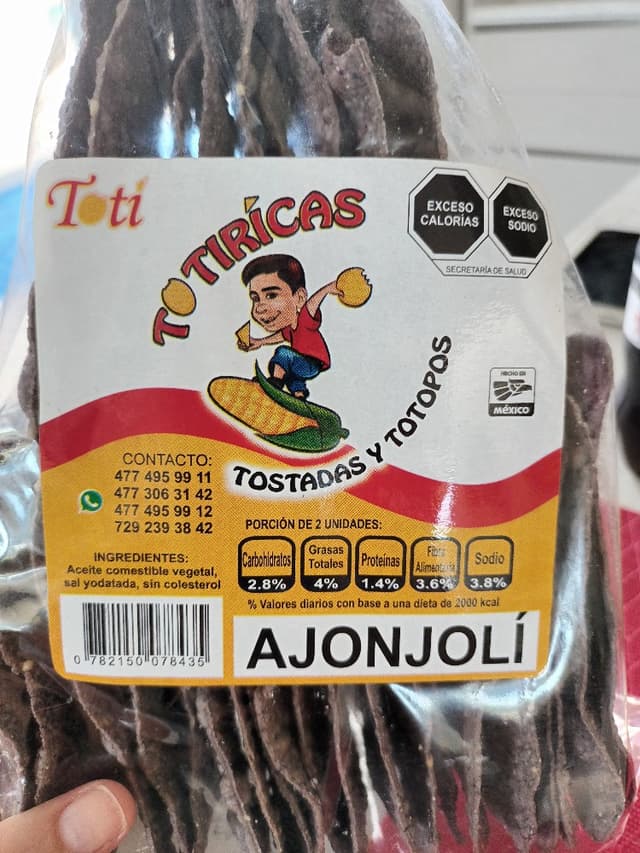 Toti
TOTIRÍCAS
EXCESO
CALORÍAS
EXCESO
SODIO
SECRETARÍA DE SALUD
HECHO EN
MÉXICO
TOSTADAS Y TOTOPOS
CONTACTO:
477 495 99 11
477 306 31 42
477 495 99 12
729 239 38 42
INGREDIENTES:
Aceite comestible vegetal,
sal yodatada, sin colesterol
PORCIÓN DE 2 UNIDADES:
Carbohidratos
2.8%
Grasas
Totales
4%
Proteínas
1.4%
Fibra
Alimentaria
3.6%
Sodio
3.8%
% Valores diarios con base a una dieta de 2000 kcal
0 782150 078435
AJONJOLÍ